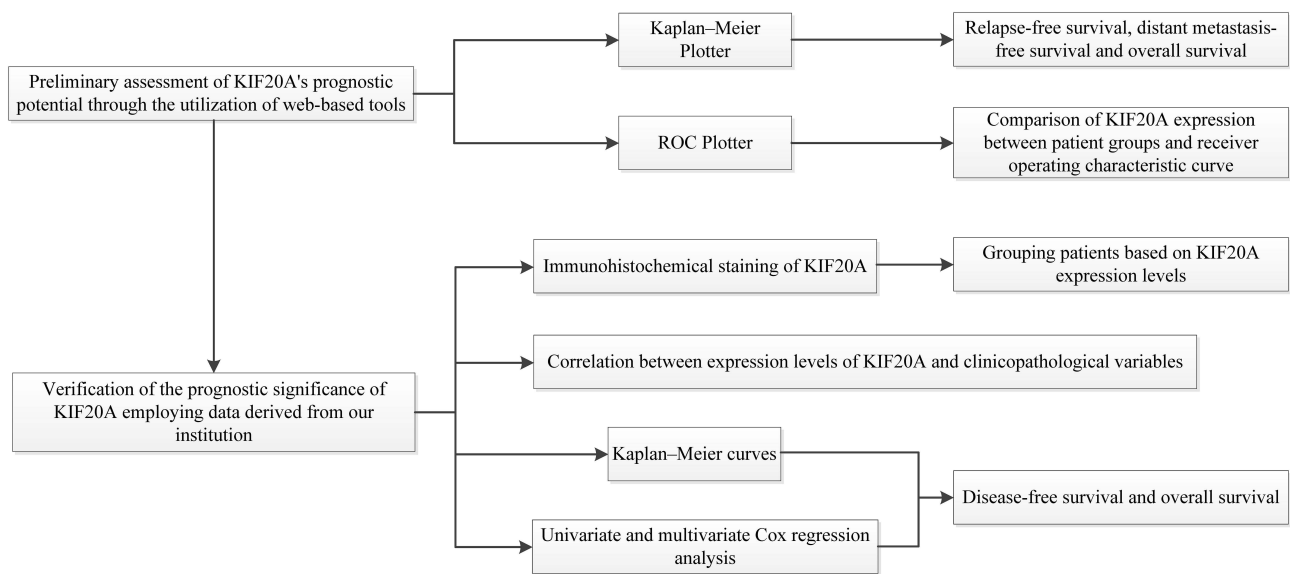 Preliminary assessment of KIF20A's prognostic
potential through the utilization of web-based tools
Kaplan–Meier
Plotter
Relapse-free survival, distant metastasis-
free survival and overall survival
ROC Plotter
Comparison of KIF20A expression
between patient groups and receiver
operating characteristic curve
Verification of the prognostic significance of
KIF20A employing data derived from our
institution
Immunohistochemical staining of KIF20A
Grouping patients based on KIF20A
expression levels
Correlation between expression levels of KIF20A and clinicopathological variables
Kaplan–Meier curves
Univariate and multivariate Cox regression
analysis
Disease-free survival and overall survival